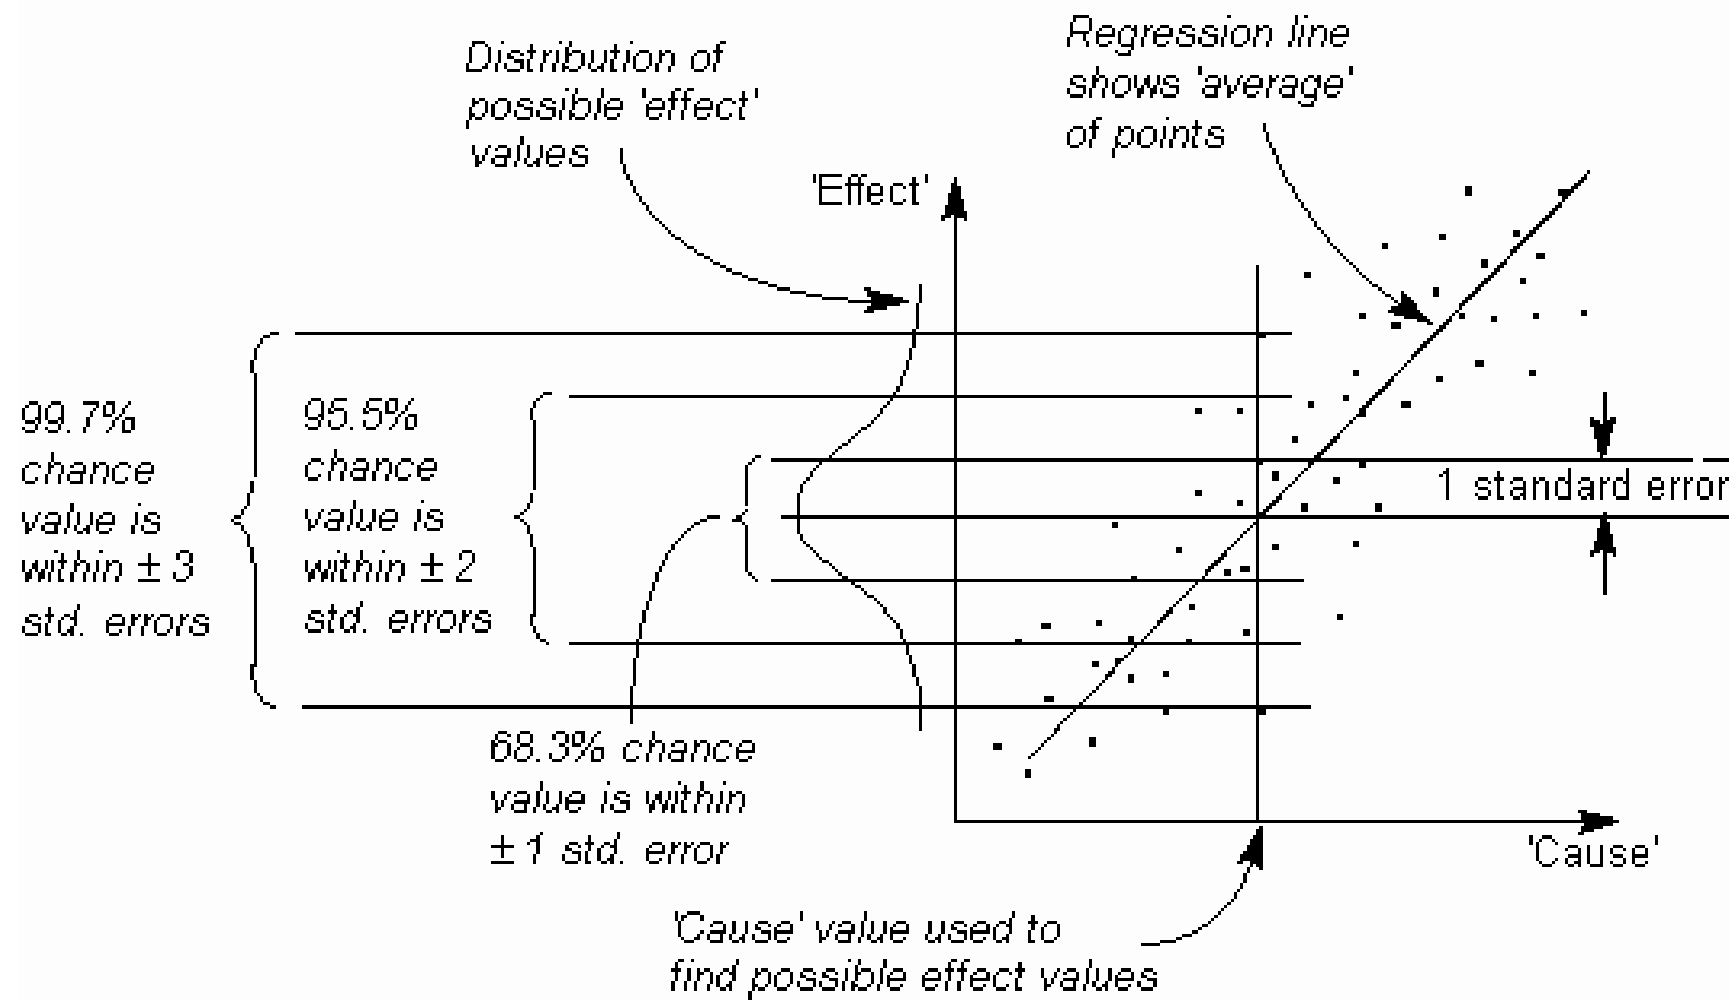 Distribution of
possible 'effect'
values
Regression line
shows 'average'
of points
'Effect'
99.7%
chance
value is
within ± 3
std. errors
95.5%
chance
value is
within ± 2
std. errors
1 standard error
68.3% chance
value is within
± 1 std. error
'Cause'
'Cause' value used to
find possible effect values